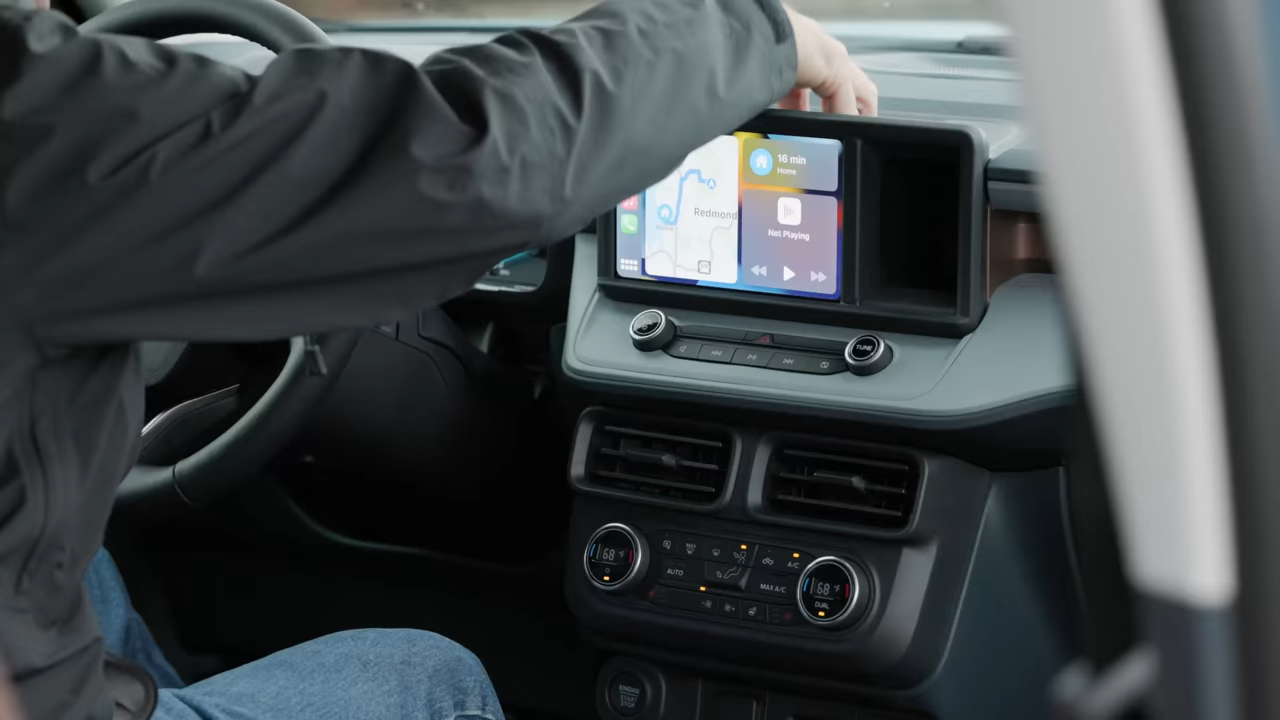 16 min
Home
Redmond
Not Playing
TUNE
68 °F
A/C
AUTO
MAX A/C
68 °F
DUAL
ENGINE
START
STOP